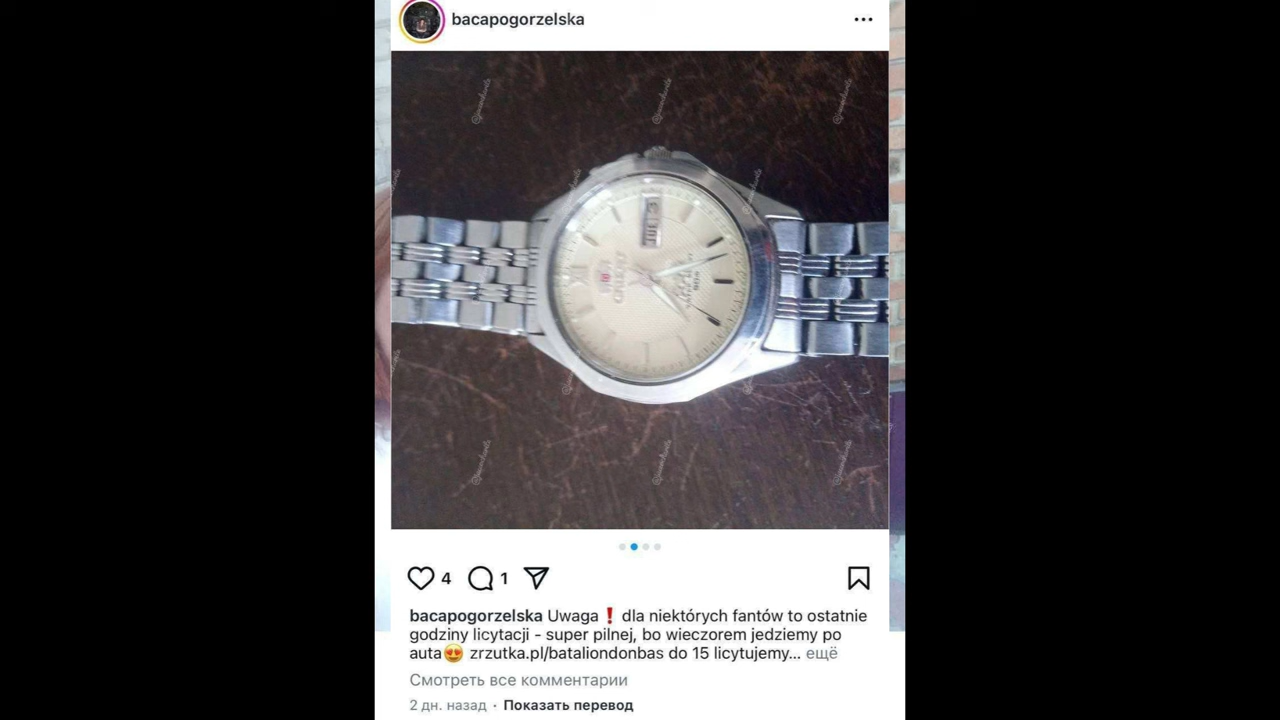 bacapogorzelska
ORIENT
4
1
bacapogorzelska Uwaga❗ dla niektórych fantów to ostatnie
godziny licytacji - super pilnej, bo wieczorem jedziemy po
auta😍 zrzutka.pl/bataliondonbas do 15 licytujemy... ещё
Смотреть все комментарии
2 дн. назад · Показать перевод